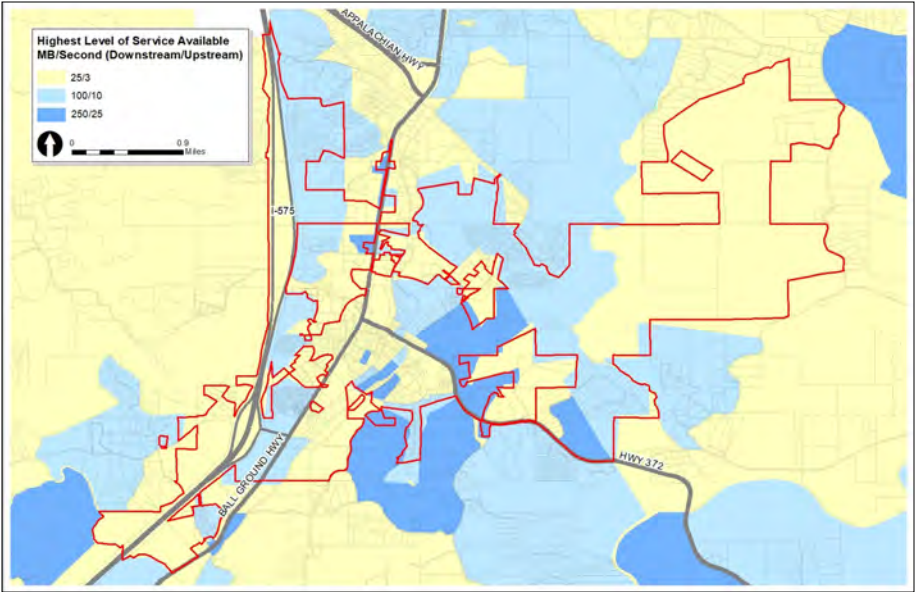 Highest Level of Service Available
MB/Second (Downstream/Upstream)
25/3
100/10
250/25
0 0.9
Miles
APPALACHIAN HWY
I-575
BALL GROUND HWY
HWY 372